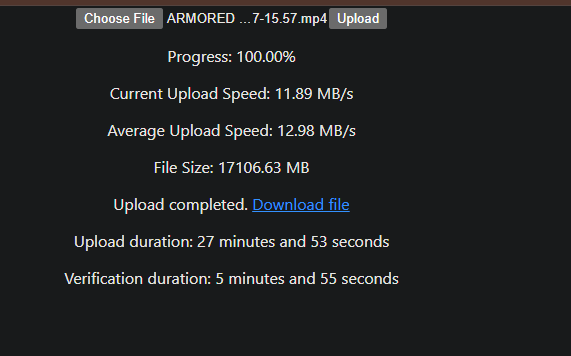 Choose File ARMORED ...7-15.57.mp4 Upload
Progress: 100.00%
Current Upload Speed: 11.89 MB/s
Average Upload Speed: 12.98 MB/s
File Size: 17106.63 MB
Upload completed. Download file
Upload duration: 27 minutes and 53 seconds
Verification duration: 5 minutes and 55 seconds